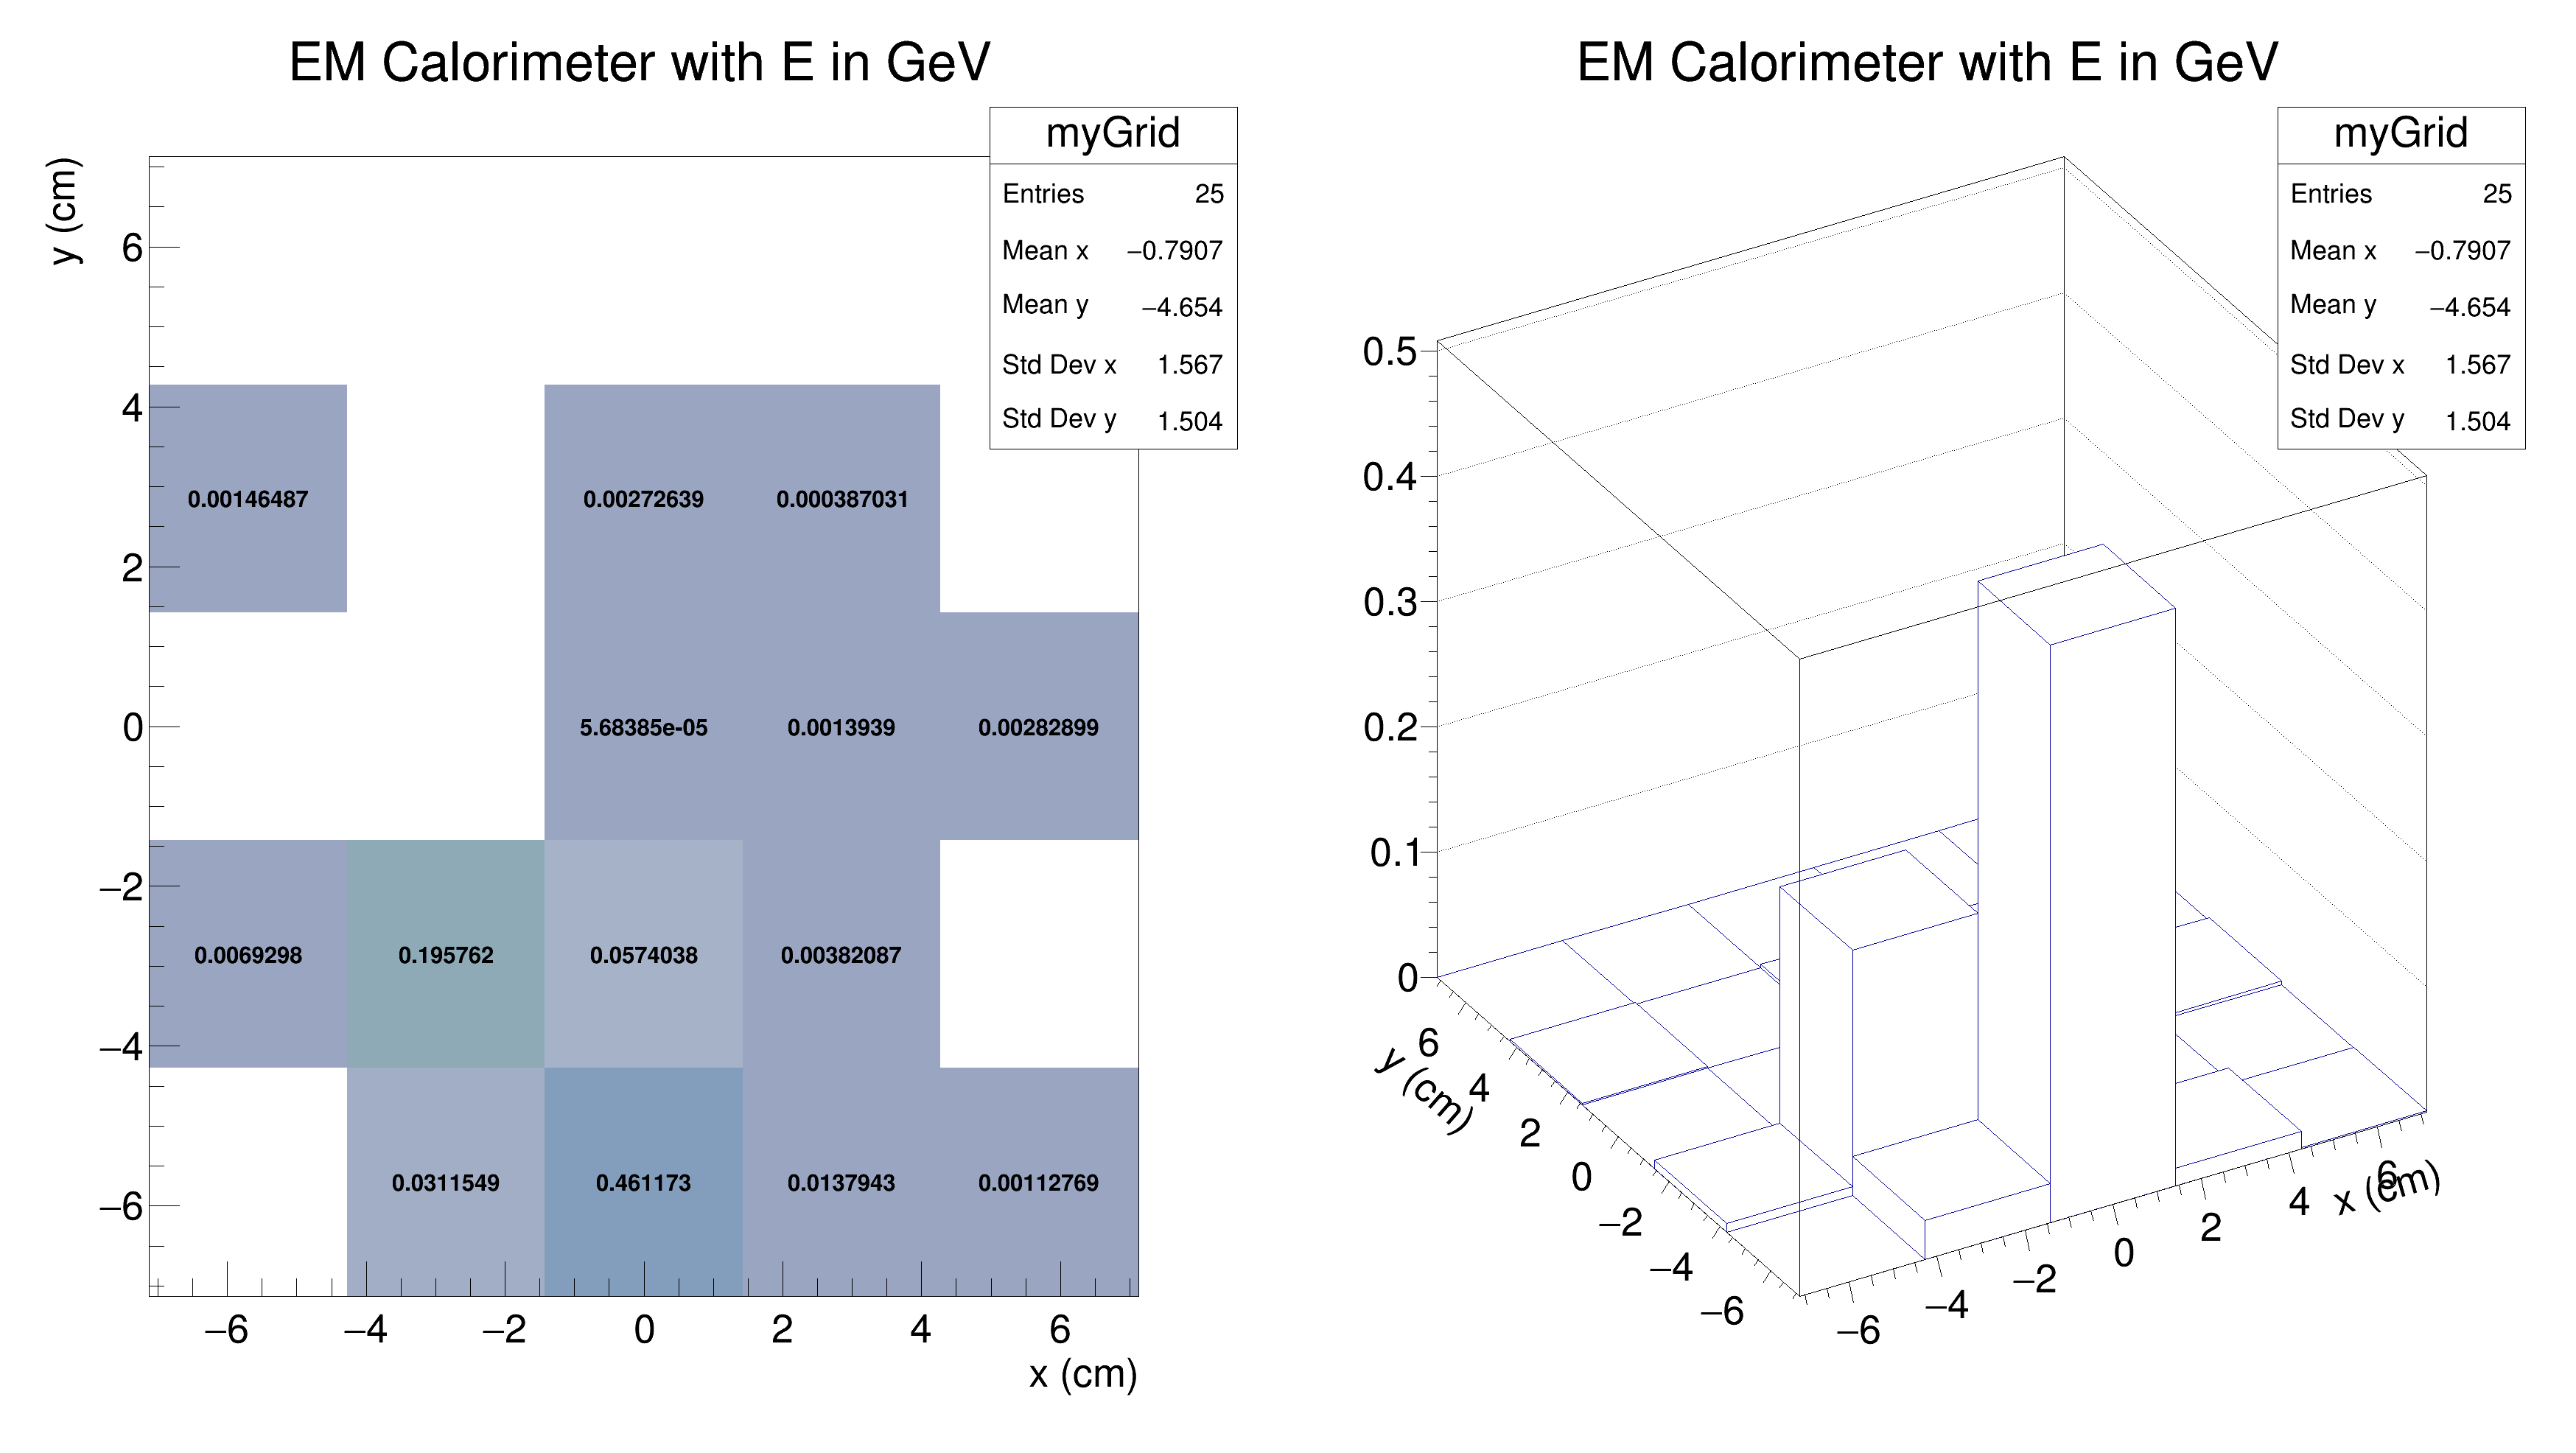 EM Calorimeter with E in GeV
myGrid
Entries 25
Mean x −0.7907
Mean y −4.654
Std Dev x 1.567
Std Dev y 1.504
y (cm)
6
4
2
0
−2
−4
−6
0.00146487 0.00272639 0.000387031
5.68385e-05 0.0013939 0.00282899
0.0069298 0.195762 0.0574038 0.00382087
0.0311549 0.461173 0.0137943 0.00112769
−6 −4 −2 0 2 4 6
x (cm)
EM Calorimeter with E in GeV
myGrid
Entries 25
Mean x −0.7907
Mean y −4.654
Std Dev x 1.567
Std Dev y 1.504
0.5
0.4
0.3
0.2
0.1
0
6
4
2
0
−2
−4
−6
y (cm)
−6
−4
−2
0
2
4
6
x (cm)